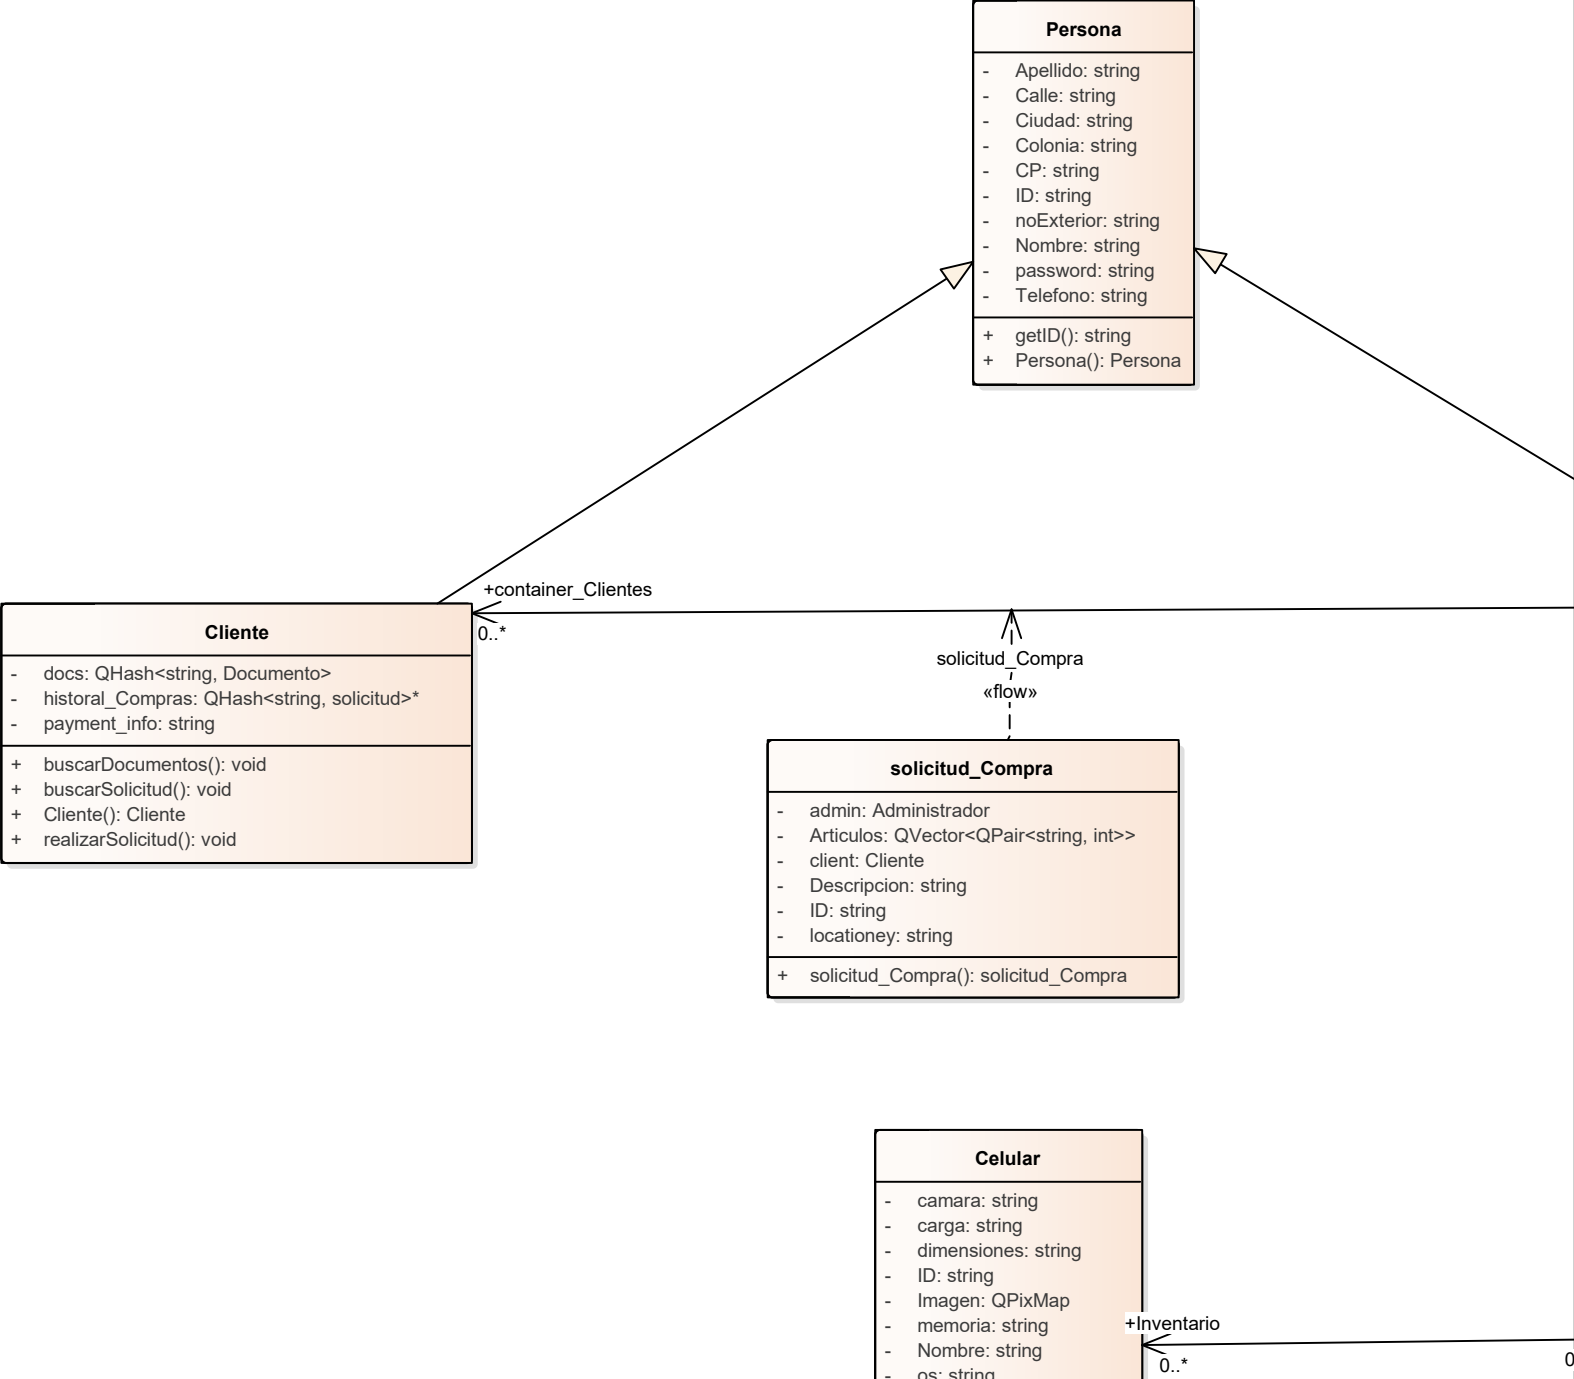 Persona
- Apellido: string
- Calle: string
- Ciudad: string
- Colonia: string
- CP: string
- ID: string
- noExterior: string
- Nombre: string
- password: string
- Telefono: string
+ getID(): string
+ Persona(): Persona
+container_Clientes
0..*
Cliente
- docs: QHash<string, Documento>
- historal_Compras: QHash<string, solicitud>*
- payment_info: string
+ buscarDocumentos(): void
+ buscarSolicitud(): void
+ Cliente(): Cliente
+ realizarSolicitud(): void
solicitud_Compra
«flow»
solicitud_Compra
- admin: Administrador
- Articulos: QVector<QPair<string, int>>
- client: Cliente
- Descripcion: string
- ID: string
- locationey: string
+ solicitud_Compra(): solicitud_Compra
Celular
- camara: string
- carga: string
- dimensiones: string
- ID: string
- Imagen: QPixMap
- memoria: string
- Nombre: string
- os: string
+Inventario
0..*
0